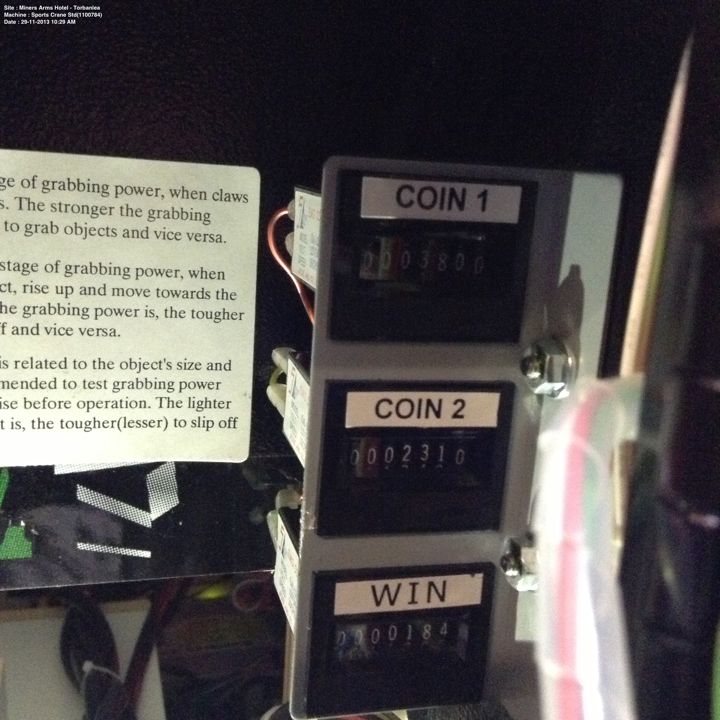 Site : Miners Arms Hotel - Torbanlea
Machine : Sports Crane Std(1100784)
Date : 29-11-2013 10:29 AM
ge of grabbing power, when claws
s. The stronger the grabbing
to grab objects and vice versa.
stage of grabbing power, when
ct, rise up and move towards the
he grabbing power is, the tougher
f and vice versa.
is related to the object's size and
mended to test grabbing power
ise before operation. The lighter
t is, the tougher(lesser) to slip off
COIN 1
0003800
COIN 2
0002310
WIN
0000184